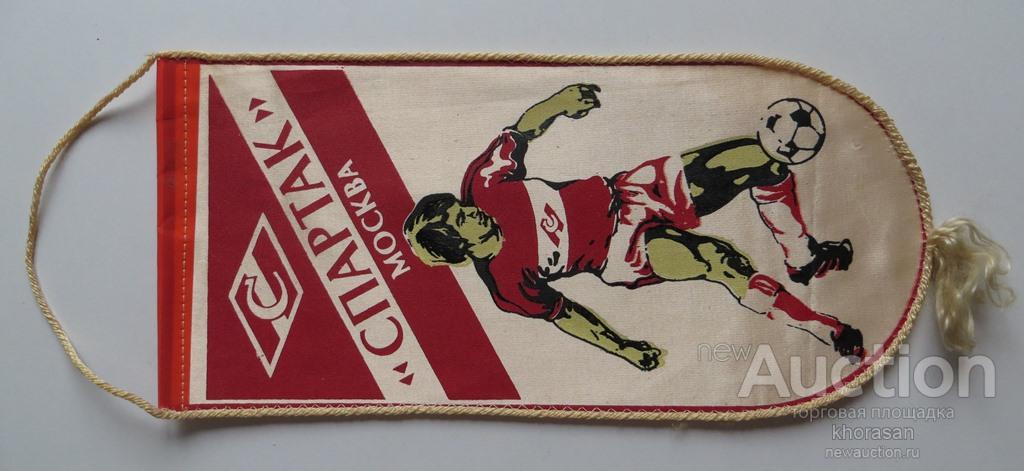 СПАРТАК
МОСКВА
С
С
new Auction
торговая площадка
khorasan
newauction.ru